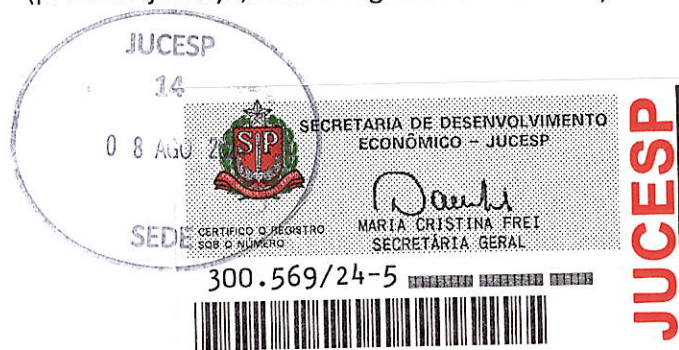 JUCESP
14
0 8 AGO
SEDE
SECRETARIA DE DESENVOLVIMENTO
ECONÔMICO – JUCESP
SP
CERTIFICO O REGISTRO
SOB O NÚMERO
MARIA CRISTINA FREI
SECRETÁRIA GERAL
300.569/24-5
JUCESP